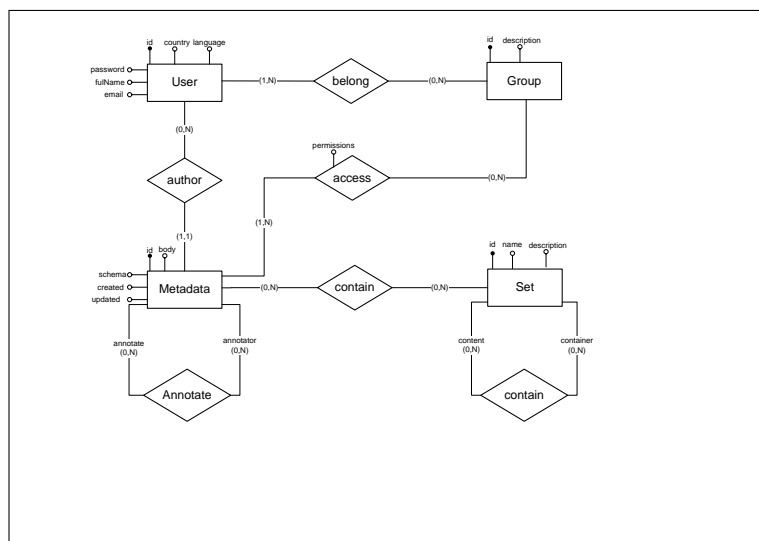 id country language
password
fulName
email
User
(1,N)
belong
(0,N)
id description
Group
(0,N)
author
(1,1)
permissions
access
(0,N)
(1,N)
id body
schema
created
updated
Metadata
(0,N)
contain
(0,N)
id name description
Set
annotate
(0,N)
annotator
(0,N)
Annotate
content
(0,N)
container
(0,N)
contain